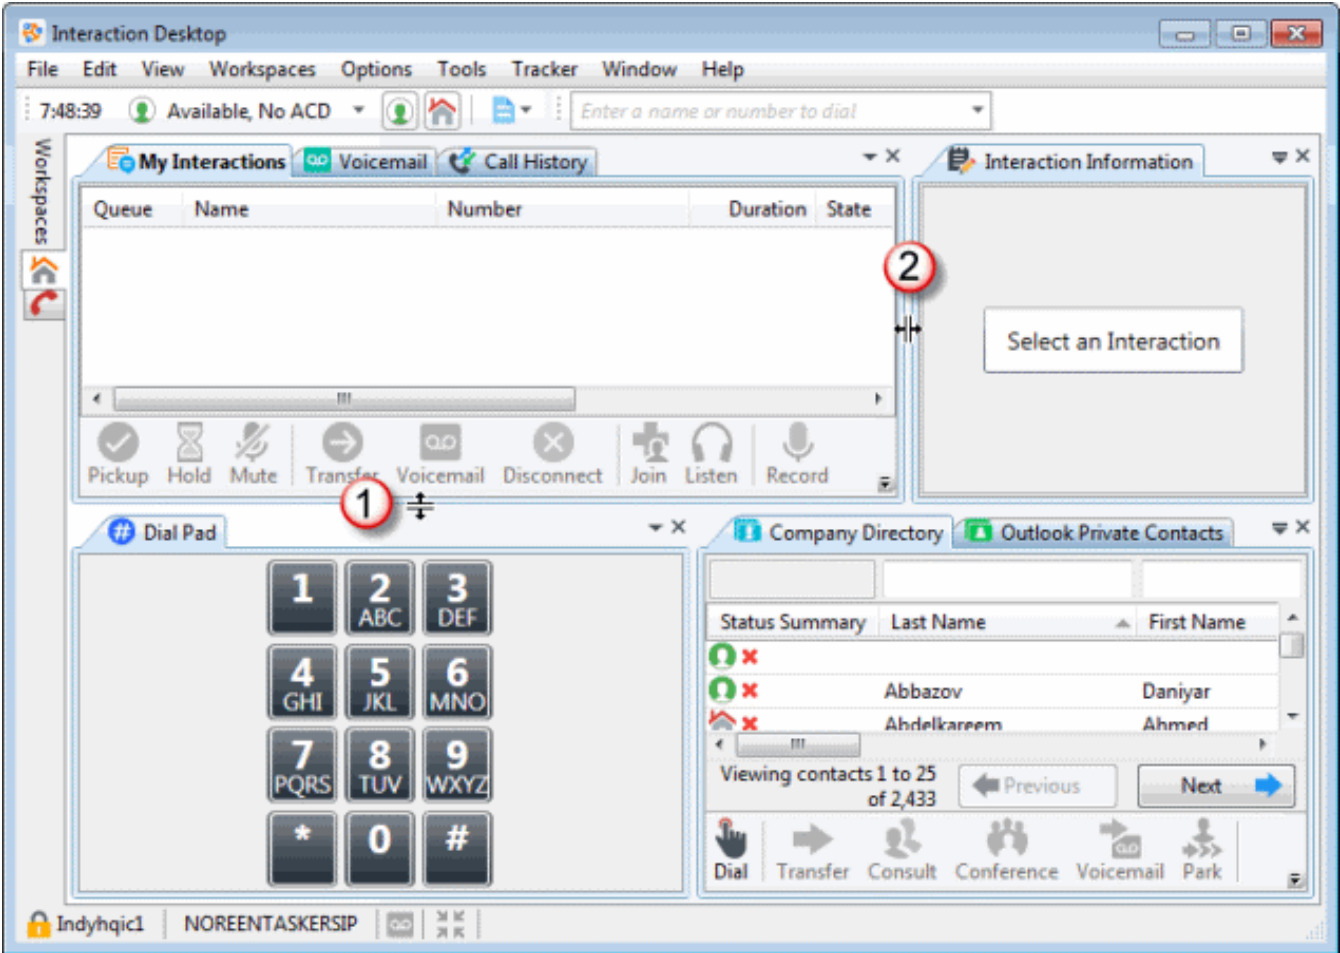 Interaction Desktop
File Edit View Workspaces Options Tools Tracker Window Help
7:48:39 Available, No ACD Enter a name or number to dial
Workspaces
My Interactions Voicemail Call History
Interaction Information
Queue Name Number Duration State
2
Select an Interaction
Pickup Hold Mute Transfer Voicemail Disconnect Join Listen Record
1
# Dial Pad
Company Directory Outlook Private Contacts
1 2 3
ABC DEF
4 5 6
GHI JKL MNO
7 8 9
PQRS TUV WXYZ
* 0 #
Status Summary Last Name First Name
Abbazov Daniyar
Abdelkareem Ahmed
Viewing contacts 1 to 25
of 2,433
Previous Next
Dial Transfer Consult Conference Voicemail Park
Indyhqic1 NOREENTASKERSIP